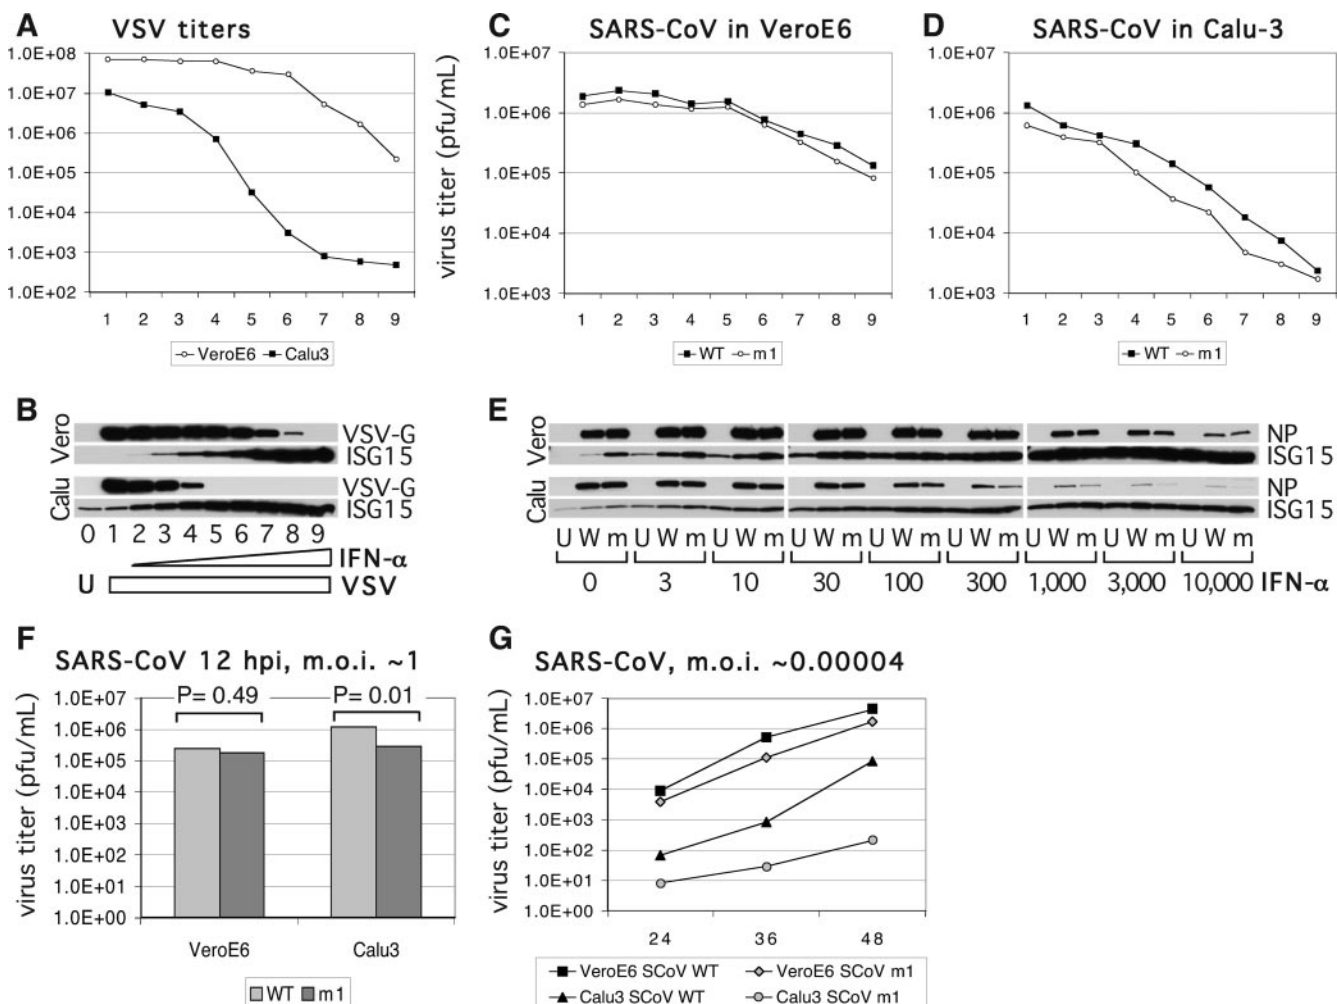 A VSV titers
1.0E+08
1.0E+07
1.0E+06
1.0E+05
1.0E+04
1.0E+03
1.0E+02
1 2 3 4 5 6 7 8 9
VeroE6 Calu3
C SARS-CoV in VeroE6
virus titer (pfu/mL)
1.0E+07
1.0E+06
1.0E+05
1.0E+04
1.0E+03
1 2 3 4 5 6 7 8 9
WT m1
D SARS-CoV in Calu-3
1.0E+07
1.0E+06
1.0E+05
1.0E+04
1.0E+03
1 2 3 4 5 6 7 8 9
WT m1
B
Vero
VSV-G
ISG15
Calu
VSV-G
ISG15
0 1 2 3 4 5 6 7 8 9
IFN-α
U VSV
E
Vero
NP
ISG15
Calu
NP
ISG15
U W m U W m U W m U W m U W m U W m U W m U W m U W m
0 3 10 30 100 300 1,000 3,000 10,000 IFN-α
F
SARS-CoV 12 hpi, m.o.i. ~1
virus titer (pfu/mL)
1.0E+07
1.0E+06
1.0E+05
1.0E+04
1.0E+03
1.0E+02
1.0E+01
1.0E+00
P= 0.49 P= 0.01
VeroE6 Calu3
WT m1
G
SARS-CoV, m.o.i. ~0.00004
virus titer (pfu/mL)
1.0E+07
1.0E+06
1.0E+05
1.0E+04
1.0E+03
1.0E+02
1.0E+01
1.0E+00
24 36 48
VeroE6 SCoV WT VeroE6 SCoV m1
Calu3 SCoV WT Calu3 SCoV m1